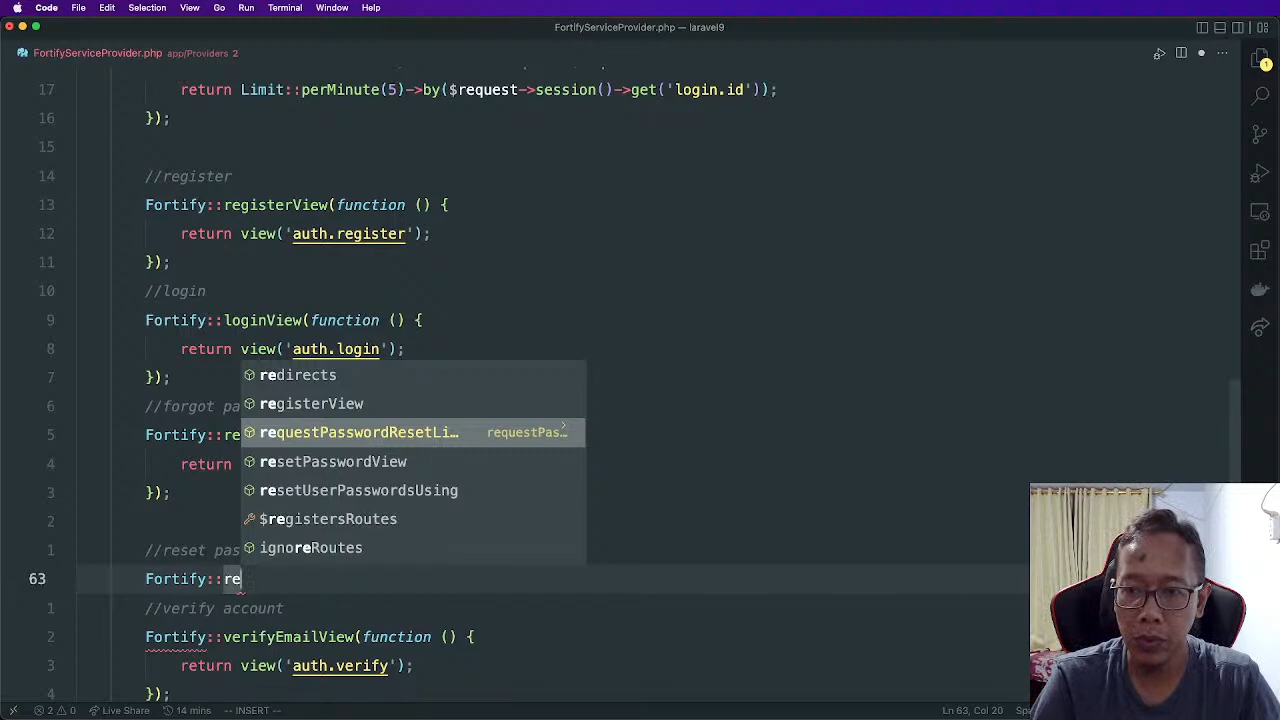 Code File Edit Selection View Go Run Terminal Window Help
FortifyServiceProvider.php — laravel9
FortifyServiceProvider.php app/Providers 2
17 return Limit::perMinute(5)->by($request->session()->get('login.id'));
16 });
15
14 //register
13 Fortify::registerView(function () {
12 return view('auth.register');
11 });
10 //login
9 Fortify::loginView(function () {
8 return view('auth.login');
7 });
redirects
6 //forgot pa
registerView
5 Fortify::re
requestPasswordResetLi… requestPas…
4 return
resetPasswordView
3 });
resetUserPasswordsUsing
2
$registersRoutes
1 //reset pas
ignoreRoutes
63 Fortify::re
1 //verify account
2 Fortify::verifyEmailView(function () {
3 return view('auth.verify');
4 });
2 0 Live Share 14 mins -- INSERT -- Ln 63, Col 20
1